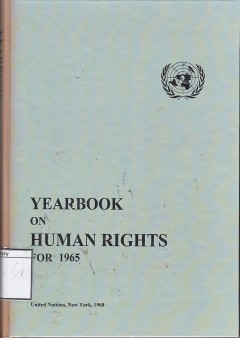 YEARBOOK
ON
HUMAN RIGHTS
FOR 1965
United Nations, New York, 1968